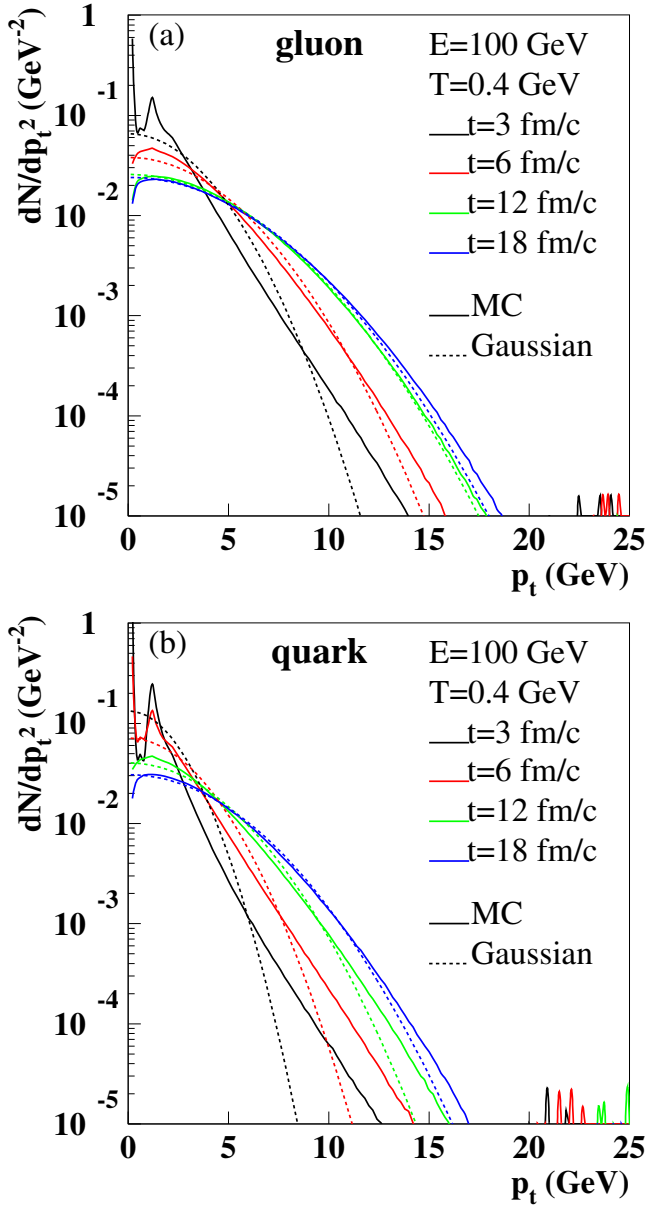 (a) gluon E=100 GeV
T=0.4 GeV
t=3 fm/c
t=6 fm/c
t=12 fm/c
t=18 fm/c
MC
Gaussian
dN/dp_t^2 (GeV^-2)
1
10^-1
10^-2
10^-3
10^-4
10^-5
0 5 10 15 20 25
p_t (GeV)
(b) quark E=100 GeV
T=0.4 GeV
t=3 fm/c
t=6 fm/c
t=12 fm/c
t=18 fm/c
MC
Gaussian
dN/dp_t^2 (GeV^-2)
1
10^-1
10^-2
10^-3
10^-4
10^-5
0 5 10 15 20 25
p_t (GeV)